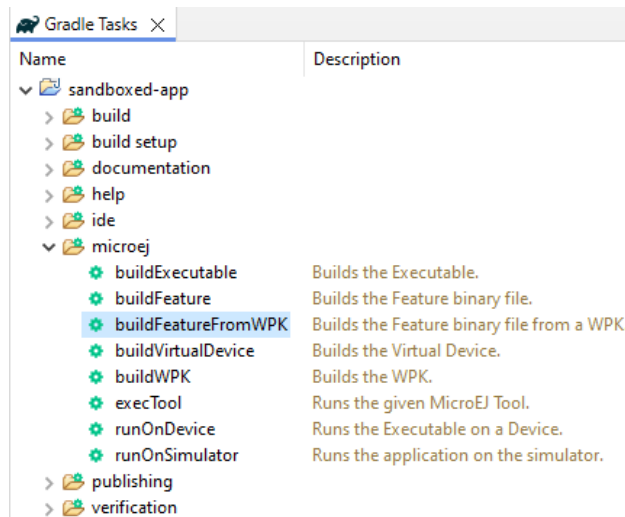 Gradle Tasks
Name Description
sandboxed-app
build
build setup
documentation
help
ide
microej
buildExecutable Builds the Executable.
buildFeature Builds the Feature binary file.
buildFeatureFromWPK Builds the Feature binary file from a WPK
buildVirtualDevice Builds the Virtual Device.
buildWPK Builds the WPK.
execTool Runs the given MicroEJ Tool.
runOnDevice Runs the Executable on a Device.
runOnSimulator Runs the application on the simulator.
publishing
verification